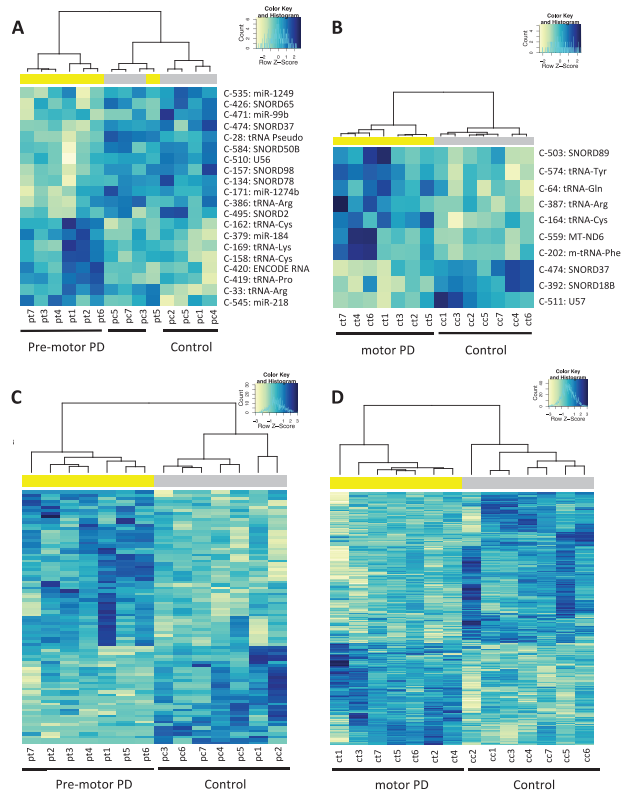 A
Color Key
and Histogram
Count
Row Z-Score
C-535: miR-1249
C-426: SNORD65
C-471: miR-99b
C-474: SNORD37
C-28: tRNA Pseudo
C-584: SNORD50B
C-510: U56
C-157: SNORD98
C-134: SNORD78
C-171: miR-1274b
C-386: tRNA-Arg
C-495: SNORD2
C-162: tRNA-Cys
C-379: miR-184
C-169: tRNA-Lys
C-158: tRNA-Cys
C-420: ENCODE RNA
C-419: tRNA-Pro
C-33: tRNA-Arg
C-545: miR-218
pt7 pt3 pt4 pt1 pt2 pt6 pc5 pc7 pc3 pt5 pc2 pc6 pc1 pc4
Pre-motor PD Control
B
Color Key
and Histogram
Count
Row Z-Score
C-503: SNORD89
C-574: tRNA-Tyr
C-64: tRNA-Gln
C-387: tRNA-Arg
C-164: tRNA-Cys
C-559: MT-ND6
C-202: m-tRNA-Phe
C-474: SNORD37
C-392: SNORD18B
C-511: U57
ct7 ct4 ct6 ct1 ct3 ct2 ct5 cc1 cc3 cc2 cc5 cc7 cc4 ct6
motor PD Control
C
Color Key
and Histogram
Count
Row Z-Score
pt7 pt2 pt3 pt4 pt1 pt5 pt6 pc3 pc6 pc7 pc4 pc5 pc1 pc2
Pre-motor PD Control
D
Color Key
and Histogram
Count
Row Z-Score
ct1 ct3 ct7 ct5 ct6 ct2 ct4 cc2 cc1 cc3 cc4 cc7 cc5 cc6
motor PD Control